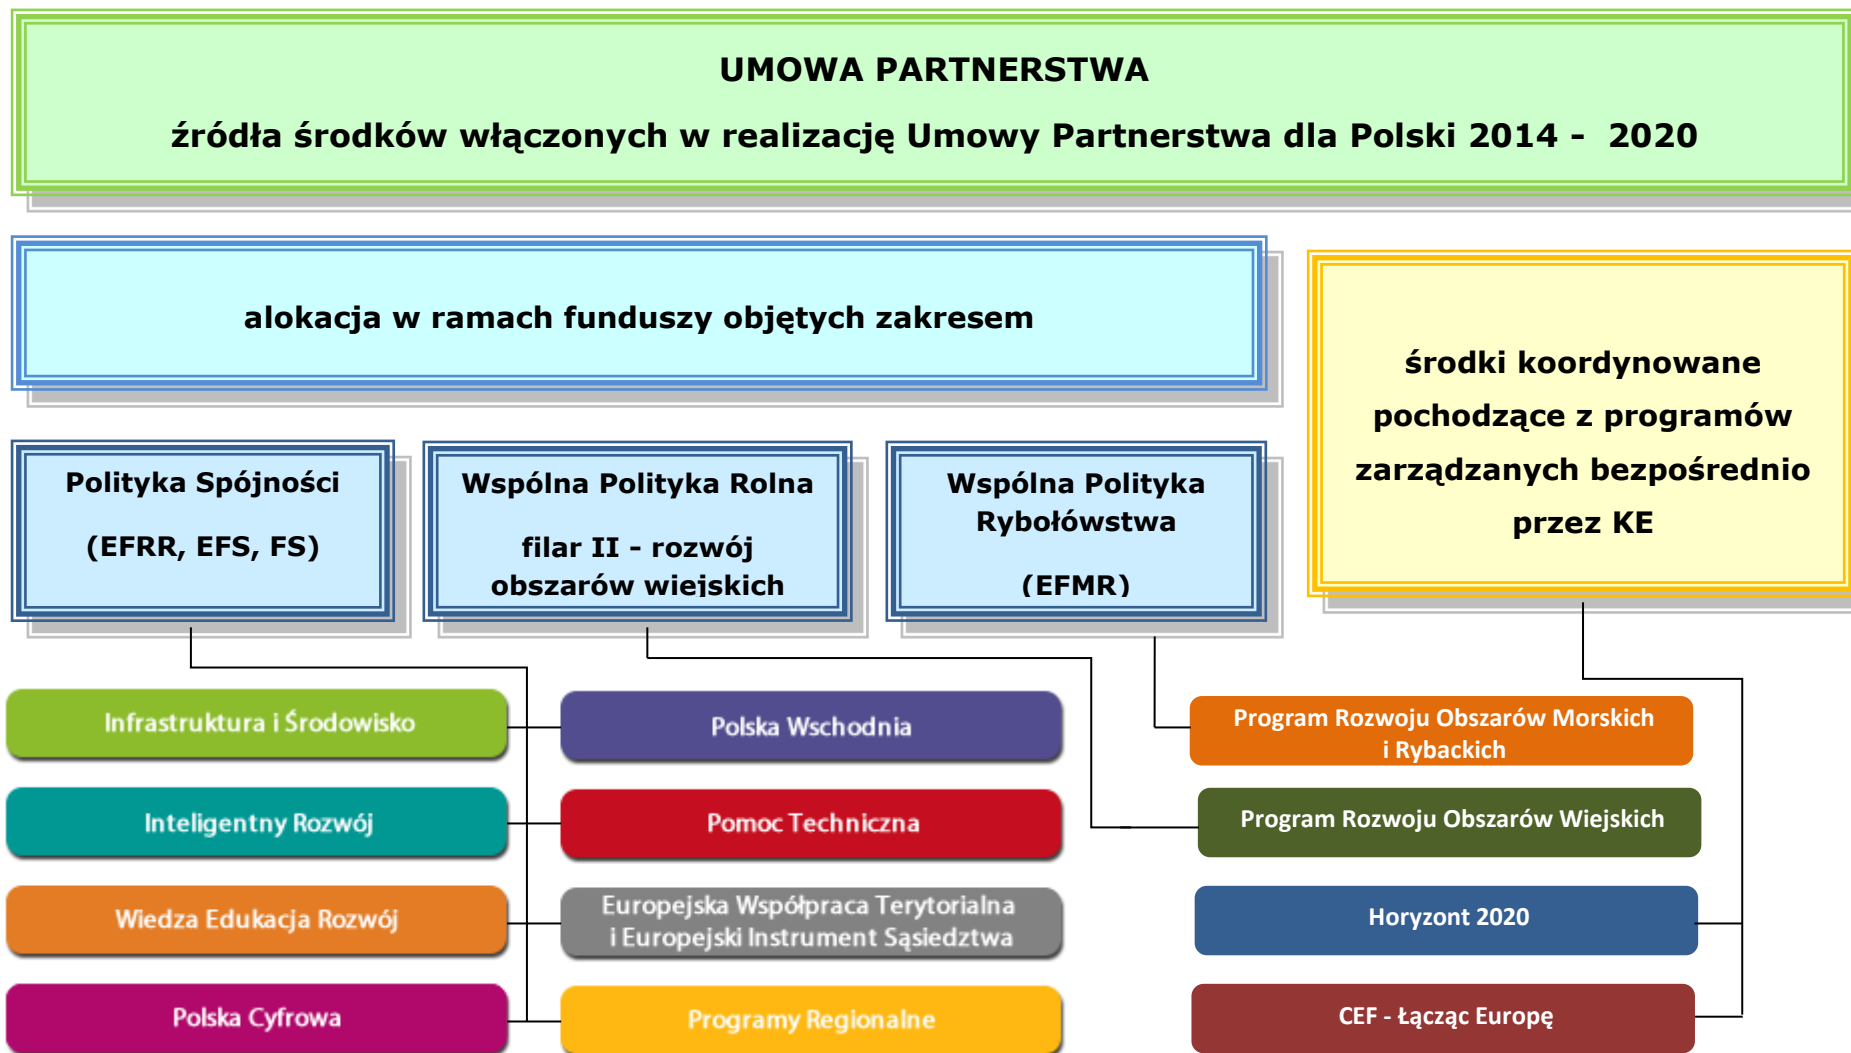 UMOWA PARTNERSTWA
źródła środków włączonych w realizację Umowy Partnerstwa dla Polski 2014 - 2020
alokacja w ramach funduszy objętych zakresem
środki koordynowane
pochodzące z programów
zarządzanych bezpośrednio
przez KE
Polityka Spójności
(EFRR, EFS, FS)
Wspólna Polityka Rolna
filar II - rozwój
obszarów wiejskich
Wspólna Polityka
Rybołówstwa
(EFMR)
Infrastruktura i Środowisko
Inteligentny Rozwój
Wiedza Edukacja Rozwój
Polska Cyfrowa
Polska Wschodnia
Pomoc Techniczna
Europejska Współpraca Terytorialna
i Europejski Instrument Sąsiedztwa
Programy Regionalne
Program Rozwoju Obszarów Morskich
i Rybackich
Program Rozwoju Obszarów Wiejskich
Horyzont 2020
CEF - Łącząc Europę